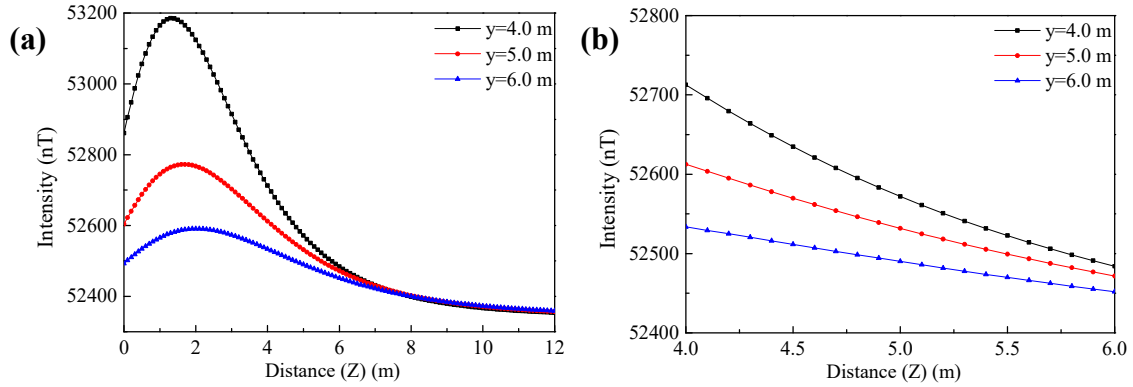 (a)
Intensity (nT)
53200
53000
52800
52600
52400
y=4.0 m
y=5.0 m
y=6.0 m
0 2 4 6 8 10 12
Distance (Z) (m)
(b)
Intensity (nT)
52800
52700
52600
52500
52400
y=4.0 m
y=5.0 m
y=6.0 m
4.0 4.5 5.0 5.5 6.0
Distance (Z) (m)